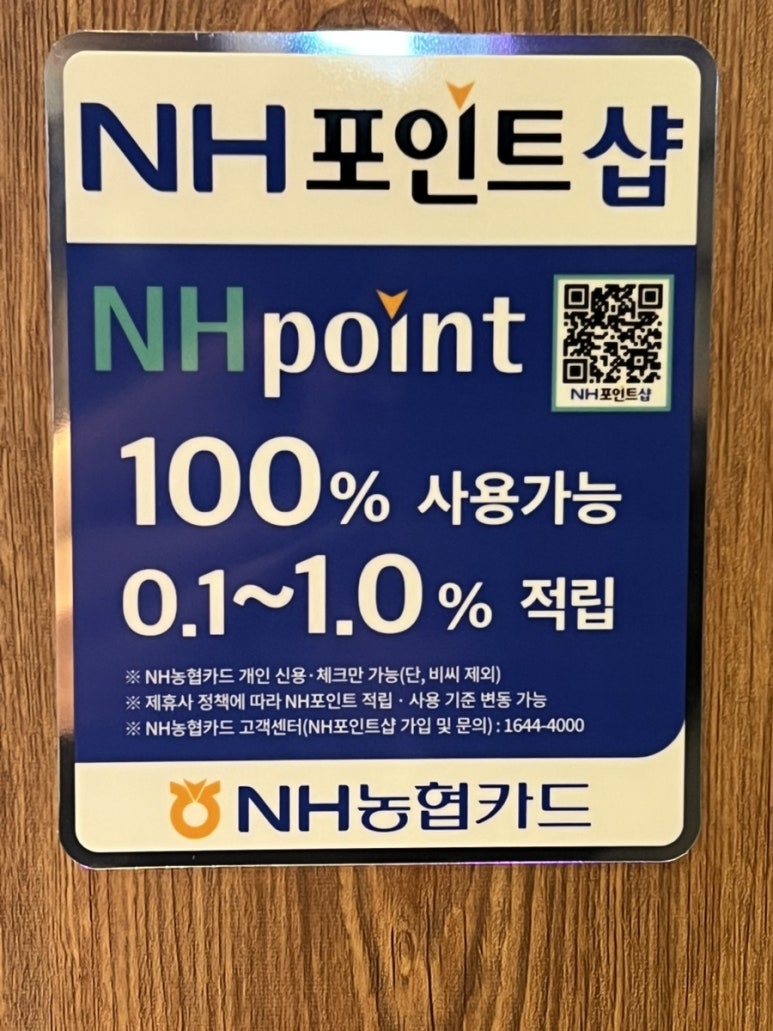 NH포인트샵
NHpoint
NH포인트샵
100% 사용가능
0.1~1.0% 적립
※ NH농협카드 개인 신용·체크만 가능(단, 비씨 제외)
※ 제휴사 정책에 따라 NH포인트 적립·사용 기준 변동 가능
※ NH농협카드 고객센터(NH포인트샵 가입 및 문의) : 1644-4000
NH농협카드